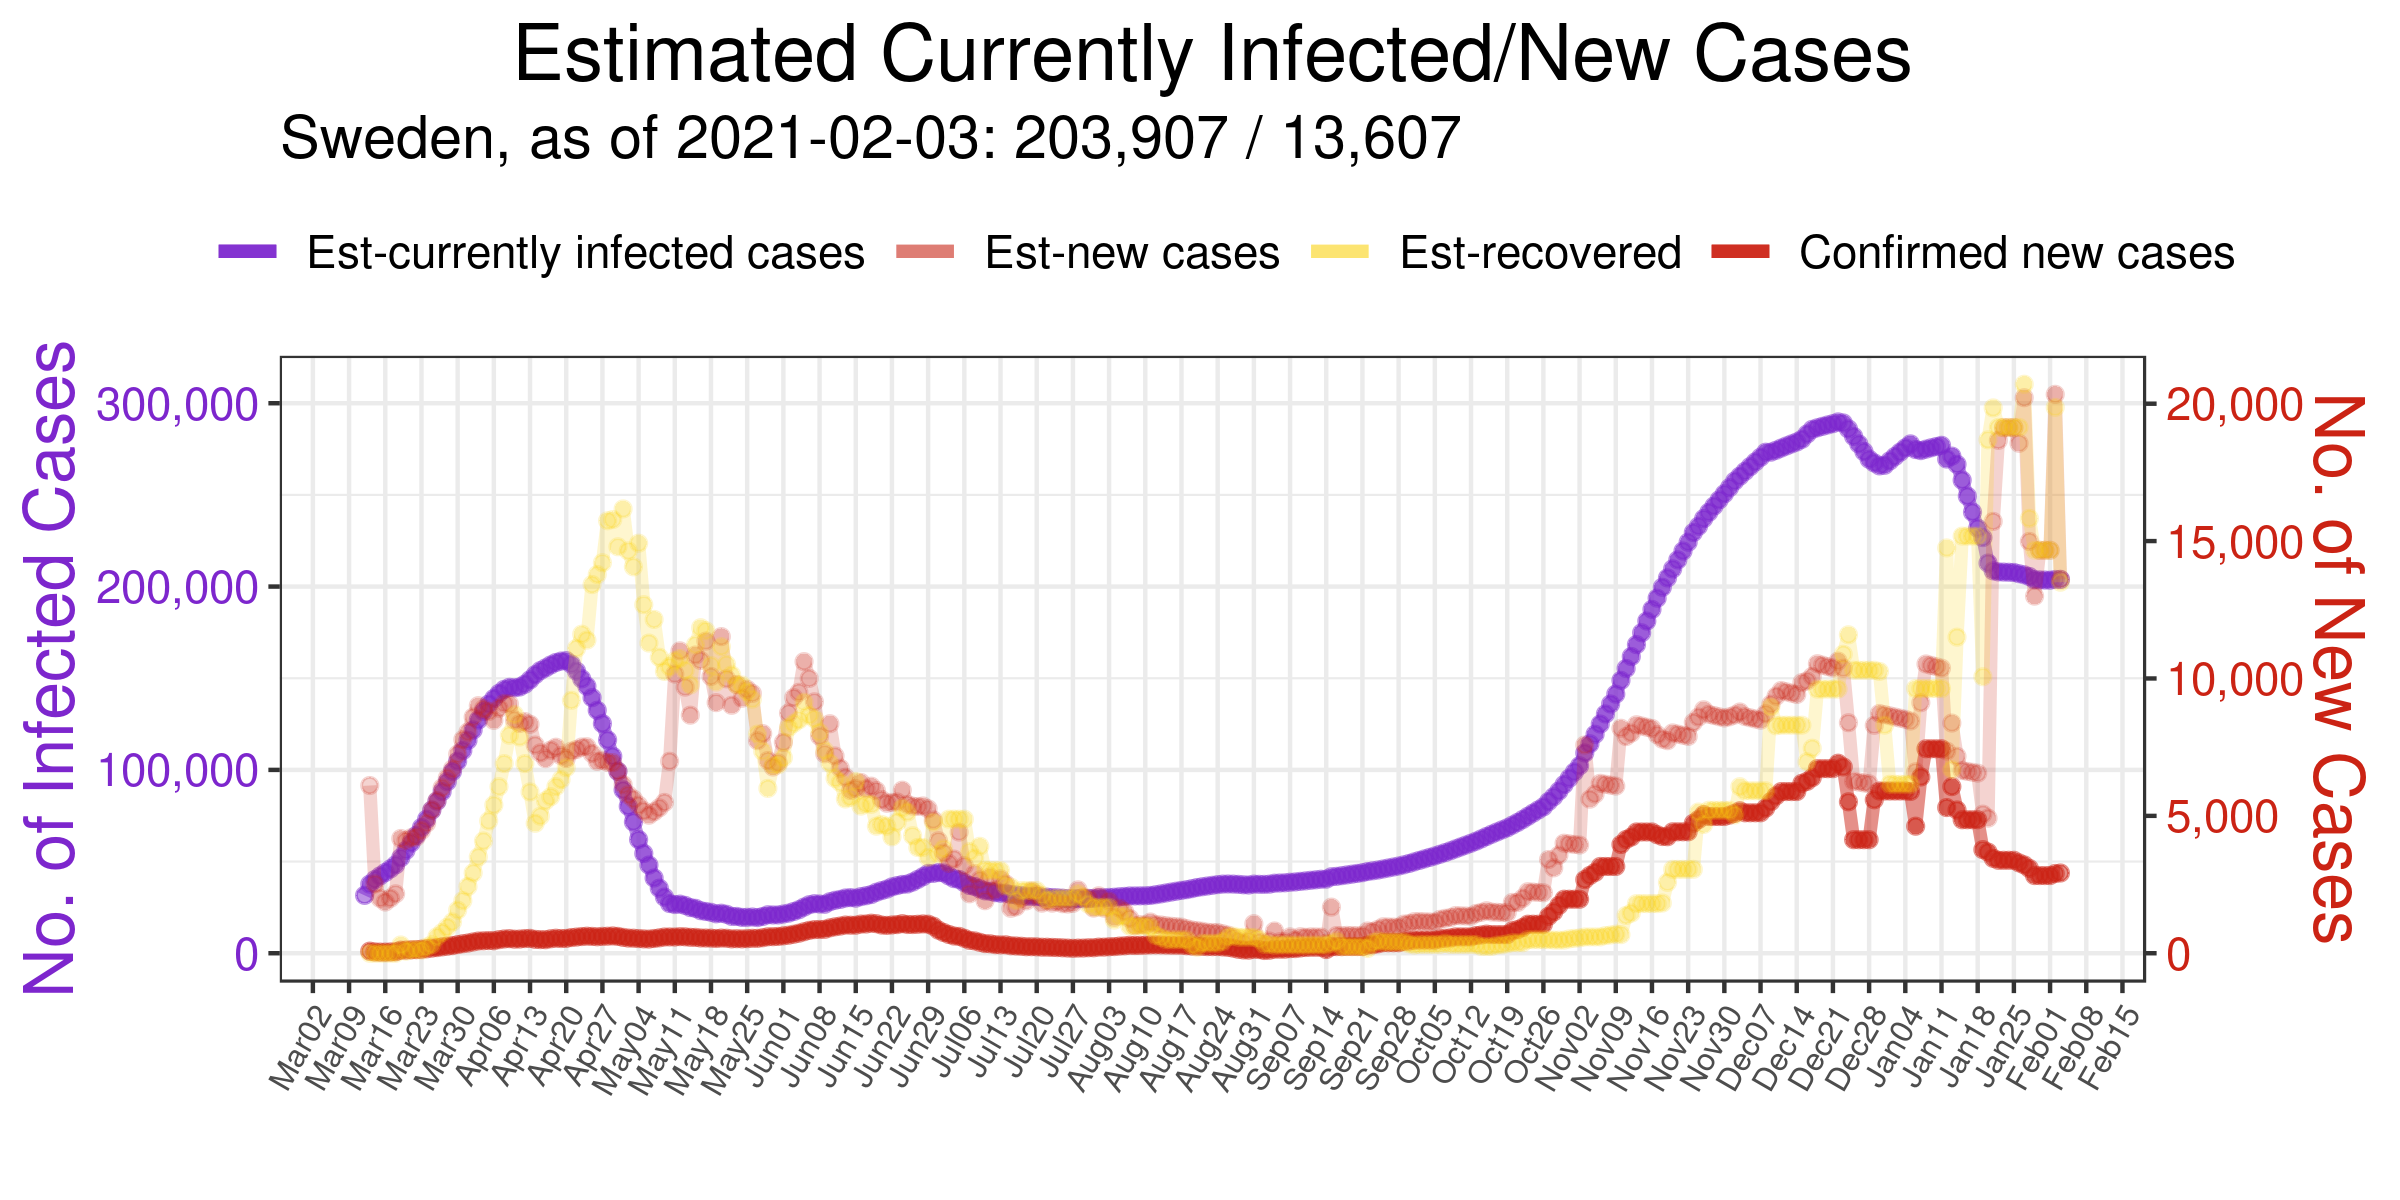 Estimated Currently Infected/New Cases
Sweden, as of 2021-02-03: 203,907 / 13,607
Est-currently infected cases
Est-new cases
Est-recovered
Confirmed new cases
No. of Infected Cases
300,000
200,000
100,000
0
20,000
15,000
10,000
5,000
0
No. of New Cases
Mar02
Mar09
Mar16
Mar23
Mar30
Apr06
Apr13
Apr20
Apr27
May04
May11
May18
May25
Jun01
Jun08
Jun15
Jun22
Jun29
Jul06
Jul13
Jul20
Jul27
Aug03
Aug10
Aug17
Aug24
Aug31
Sep07
Sep14
Sep21
Sep28
Oct05
Oct12
Oct19
Oct26
Nov02
Nov09
Nov16
Nov23
Nov30
Dec07
Dec14
Dec21
Dec28
Jan04
Jan11
Jan18
Jan25
Feb01
Feb08
Feb15